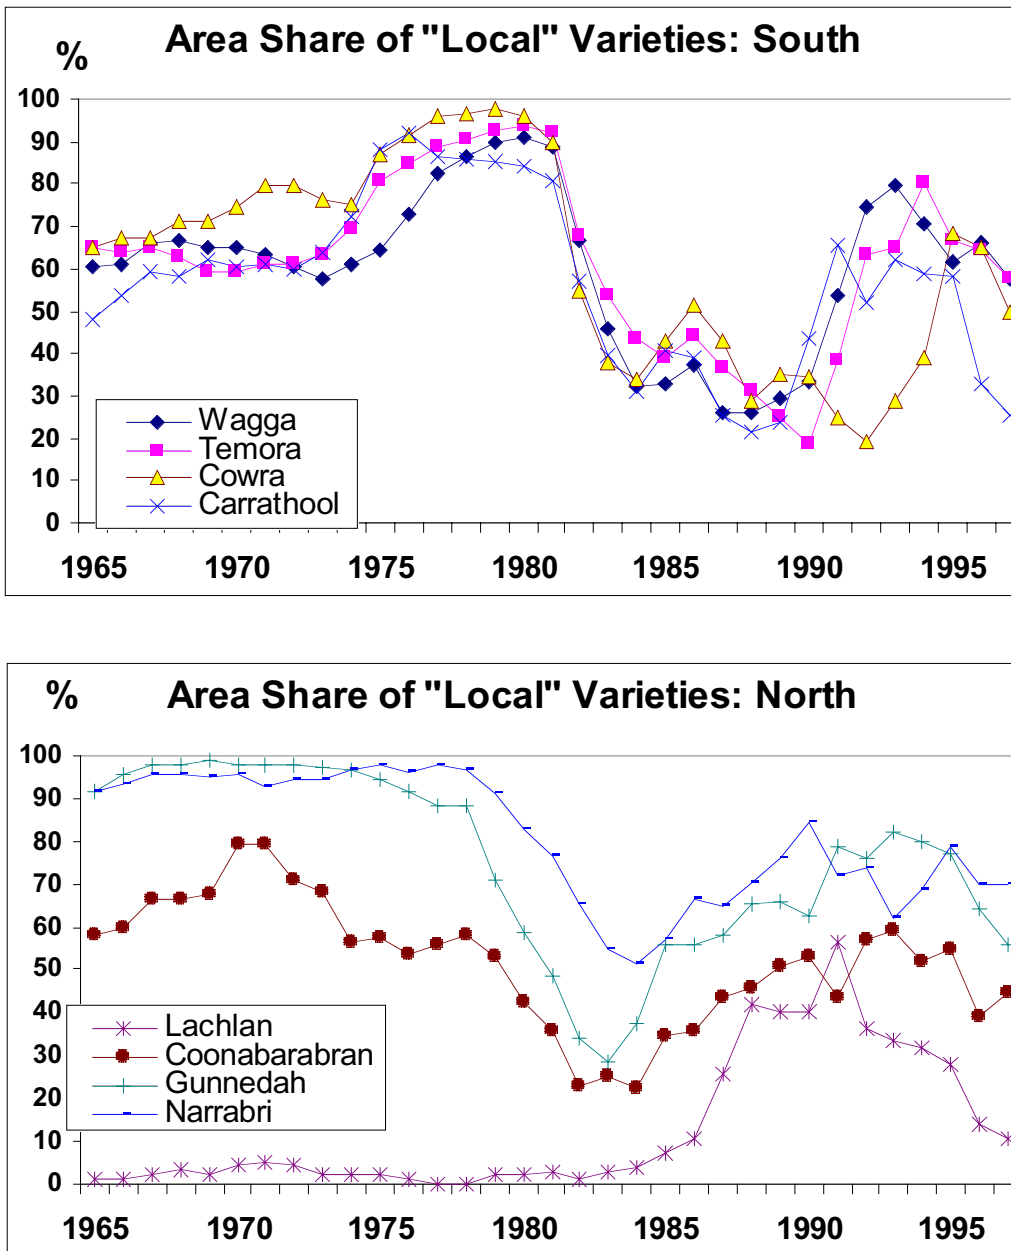 Area Share of "Local" Varieties: South
%
100
90
80
70
60
50
40
30
20
10
0
Wagga
Temora
Cowra
Carrathool
1965 1970 1975 1980 1985 1990 1995
Area Share of "Local" Varieties: North
%
100
90
80
70
60
50
40
30
20
10
0
Lachlan
Coonabarabran
Gunnedah
Narrabri
1965 1970 1975 1980 1985 1990 1995